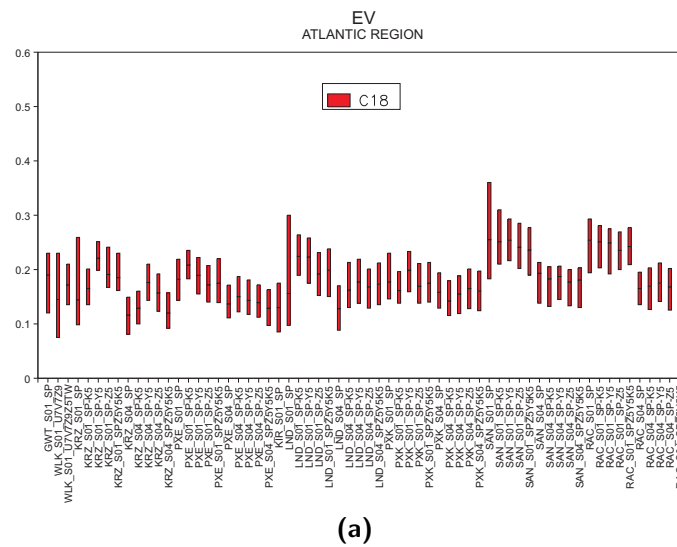 EV
ATLANTIC REGION
0.6
0.5
C18
0.4
0.3
0.2
0.1
0
GWT_S01_SP
WLK_S01_U7V7Z9
WLK_S01_U7V7Z9Z5TW
KRZ_S01_SP
KRZ_S01_SP-K5
KRZ_S01_SP-Y5
KRZ_S01_SP-Z5
KRZ_S01_SPZ5Y5K5
KRZ_S04_SP
KRZ_S04_SP-K5
KRZ_S04_SP-Y5
KRZ_S04_SP-Z5
KRZ_S04_SPZ5Y5K5
PXE_S01_SP
PXE_S01_SP-K5
PXE_S01_SP-Y5
PXE_S01_SP-Z5
PXE_S01_SPZ5Y5K5
PXE_S04_SP
PXE_S04_SP-K5
PXE_S04_SP-Y5
PXE_S04_SP-Z5
PXE_S04_SPZ5Y5K5
KIR_S01_SP
LND_S01_SP
LND_S01_SP-K5
LND_S01_SP-Y5
LND_S01_SP-Z5
LND_S01_SPZ5Y5K5
LND_S04_SP
LND_S04_SP-K5
LND_S04_SP-Y5
LND_S04_SP-Z5
LND_S04_SPZ5Y5K5
PXK_S01_SP
PXK_S01_SP-K5
PXK_S01_SP-Y5
PXK_S01_SP-Z5
PXK_S01_SPZ5Y5K5
PXK_S04_SP
PXK_S04_SP-K5
PXK_S04_SP-Y5
PXK_S04_SP-Z5
PXK_S04_SPZ5Y5K5
SAN_S01_SP
SAN_S01_SP-K5
SAN_S01_SP-Y5
SAN_S01_SP-Z5
SAN_S01_SPZ5Y6K5
SAN_S04_SP
SAN_S04_SP-K5
SAN_S04_SP-Y5
SAN_S04_SP-Z5
SAN_S04_SPZ5Y5K5
RAC_S01_SP
RAC_S01_SP-K5
RAC_S01_SP-Y5
RAC_S01_SP-Z5
RAC_S01_SPZ5Y5K5
RAC_S04_SP
RAC_S04_SP-K5
RAC_S04_SP-Y5
RAC_S04_SP-Z5
(a)